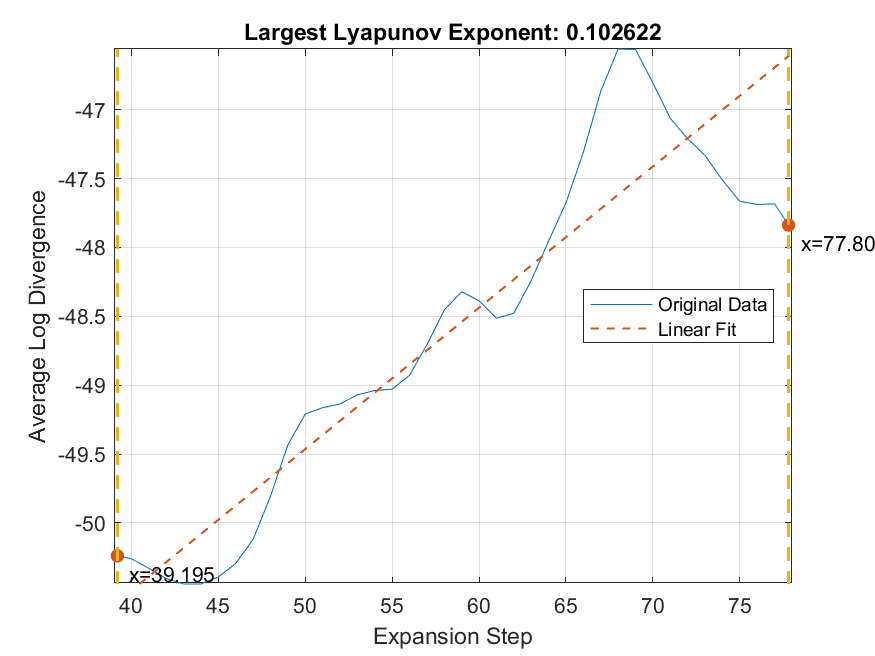 Largest Lyapunov Exponent: 0.102622
Average Log Divergence
-47
-47.5
-48
-48.5
-49
-49.5
-50
x=77.80
Original Data
Linear Fit
x=39.195
40 45 50 55 60 65 70 75
Expansion Step